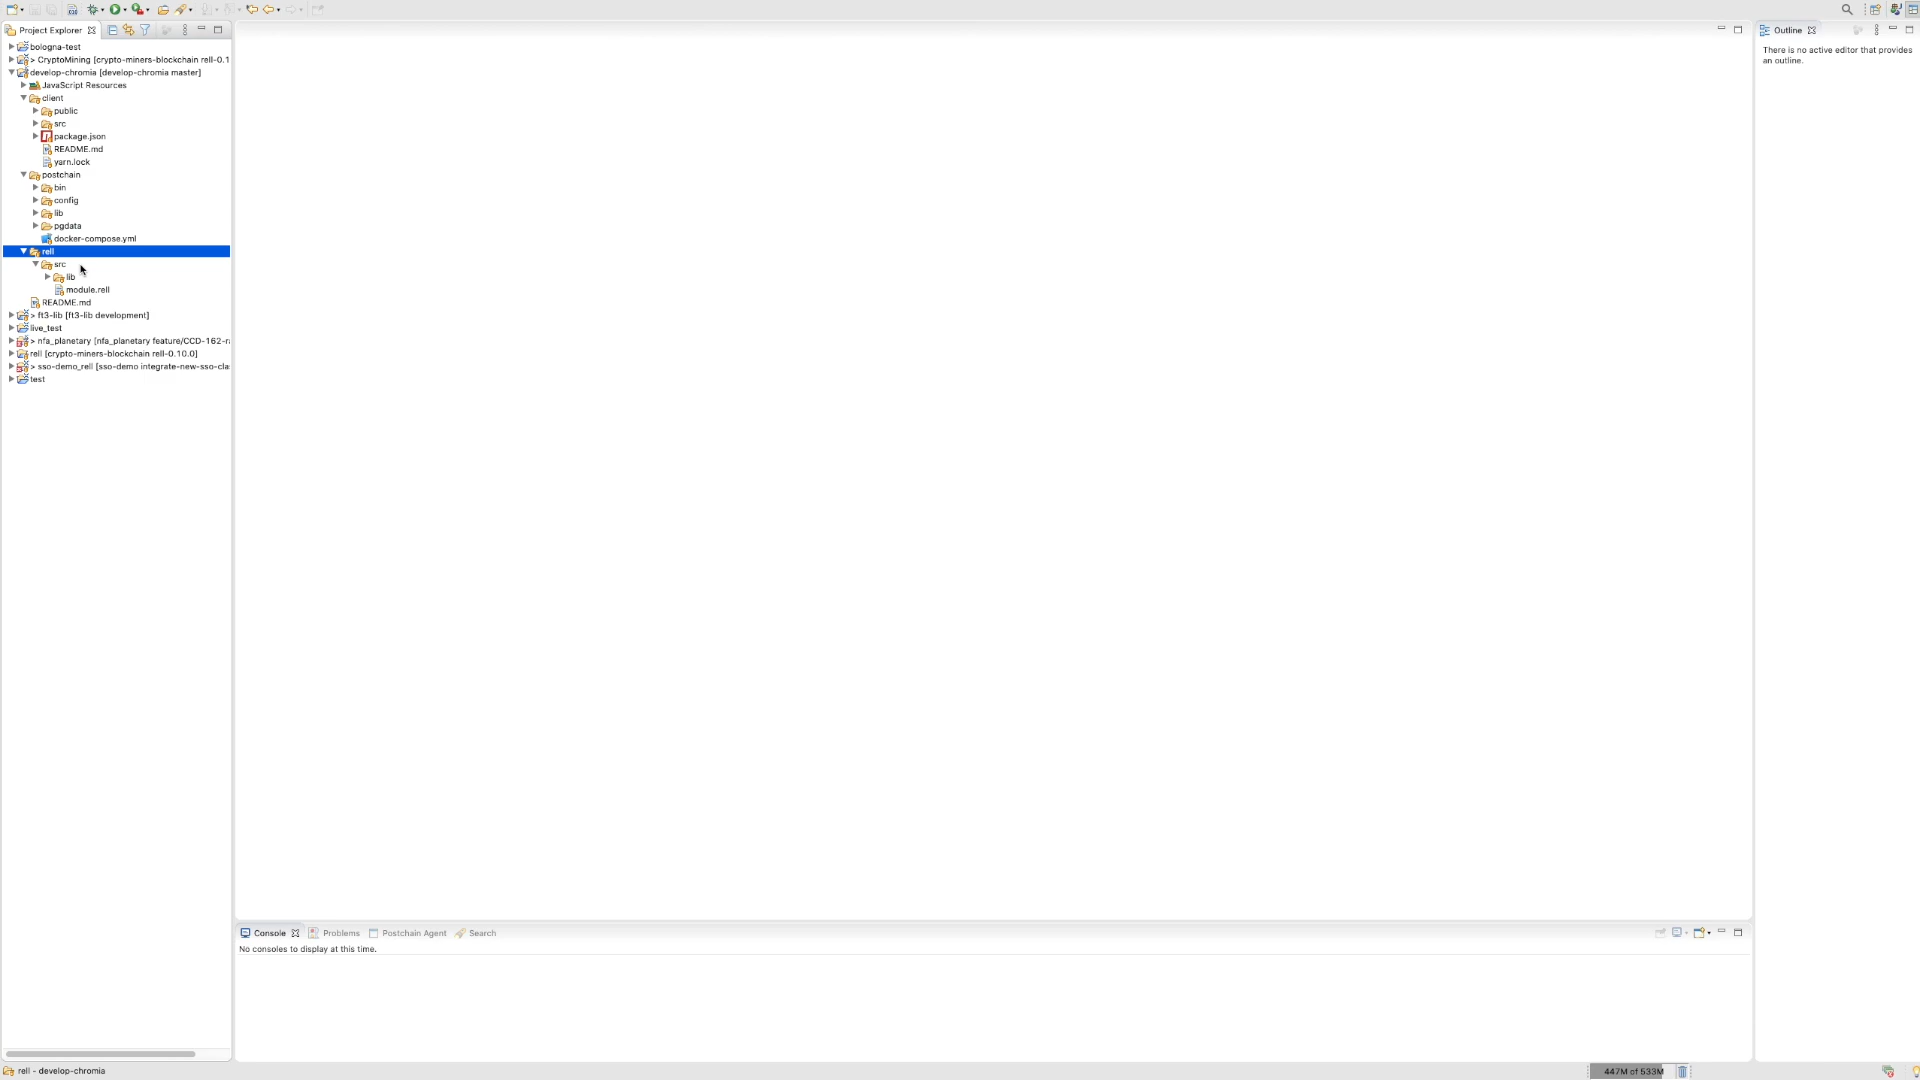 Project Explorer
Outline
There is no active editor that provides
an outline.
bologna-test
> CryptoMining [crypto-miners-blockchain rell-0.1
develop-chromia [develop-chromia master]
JavaScript Resources
client
public
src
package.json
README.md
yarn.lock
postchain
bin
config
lib
pgdata
docker-compose.yml
rell
src
lib
module.rell
README.md
> ft3-lib [ft3-lib development]
live_test
> nfa_planetary [nfa_planetary feature/CCD-162-r
rell [crypto-miners-blockchain rell-0.10.0]
> sso-demo_rell [sso-demo integrate-new-sso-cla
test
Console Problems Postchain Agent Search
No consoles to display at this time.
rell - develop-chromia
447M of 533M